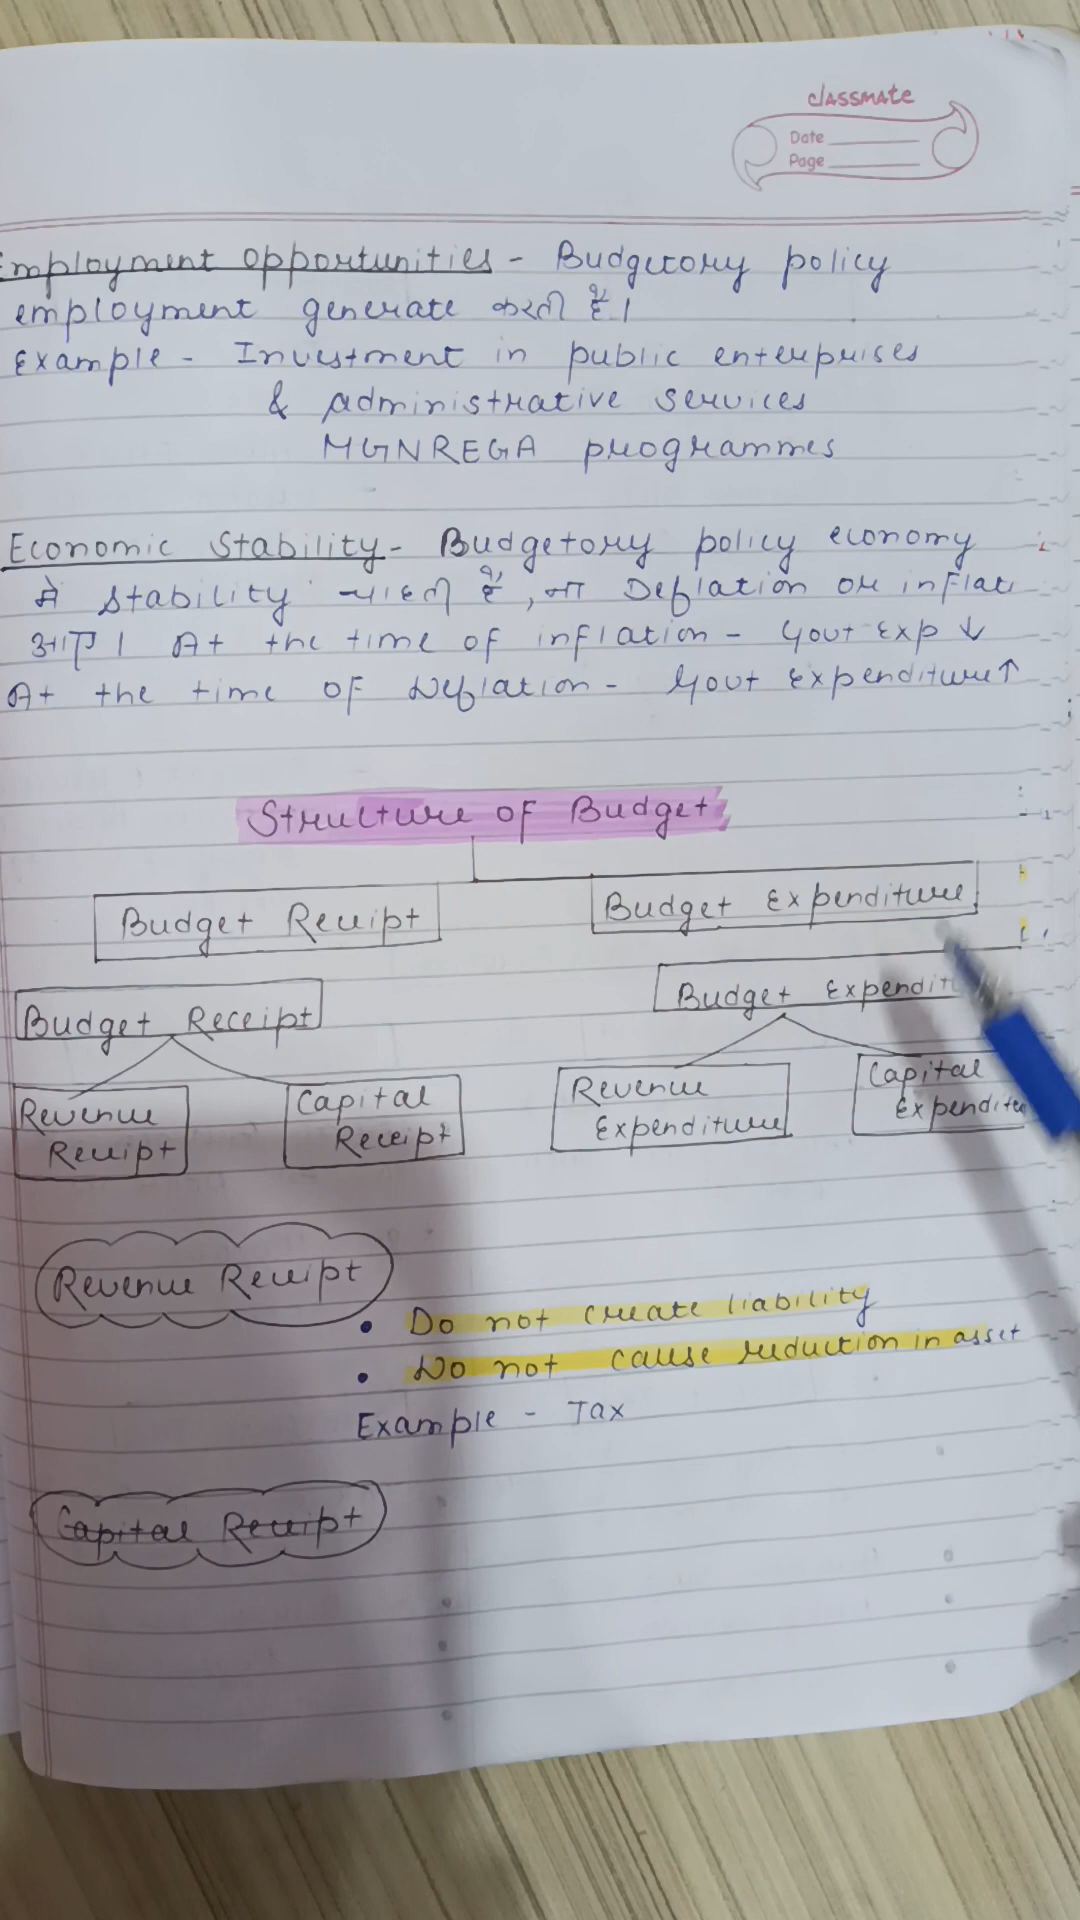 classmate
Date
Page
Employment opportunities - Budgetory policy
employment generate करती है।
Example - Investment in public enterprises
& Administrative services
MGNREGA programmes
Economic Stability - Budgetory policy economy
मे stability चाहती है, ना Deflation or inflati
आए। At the time of inflation - Govt Exp ↓
At the time of Deflation - Govt expenditure ↑
Structure of Budget
Budget Receipt
Budget Expenditure
Budget Receipt
Budget Expendit
Revenue Receipt
Capital Receipt
Revenue Expenditure
Capital Expenditu
Revenue Receipt
• Do not create liability
• Do not cause reduction in asset
Example - Tax
Capital Receipt